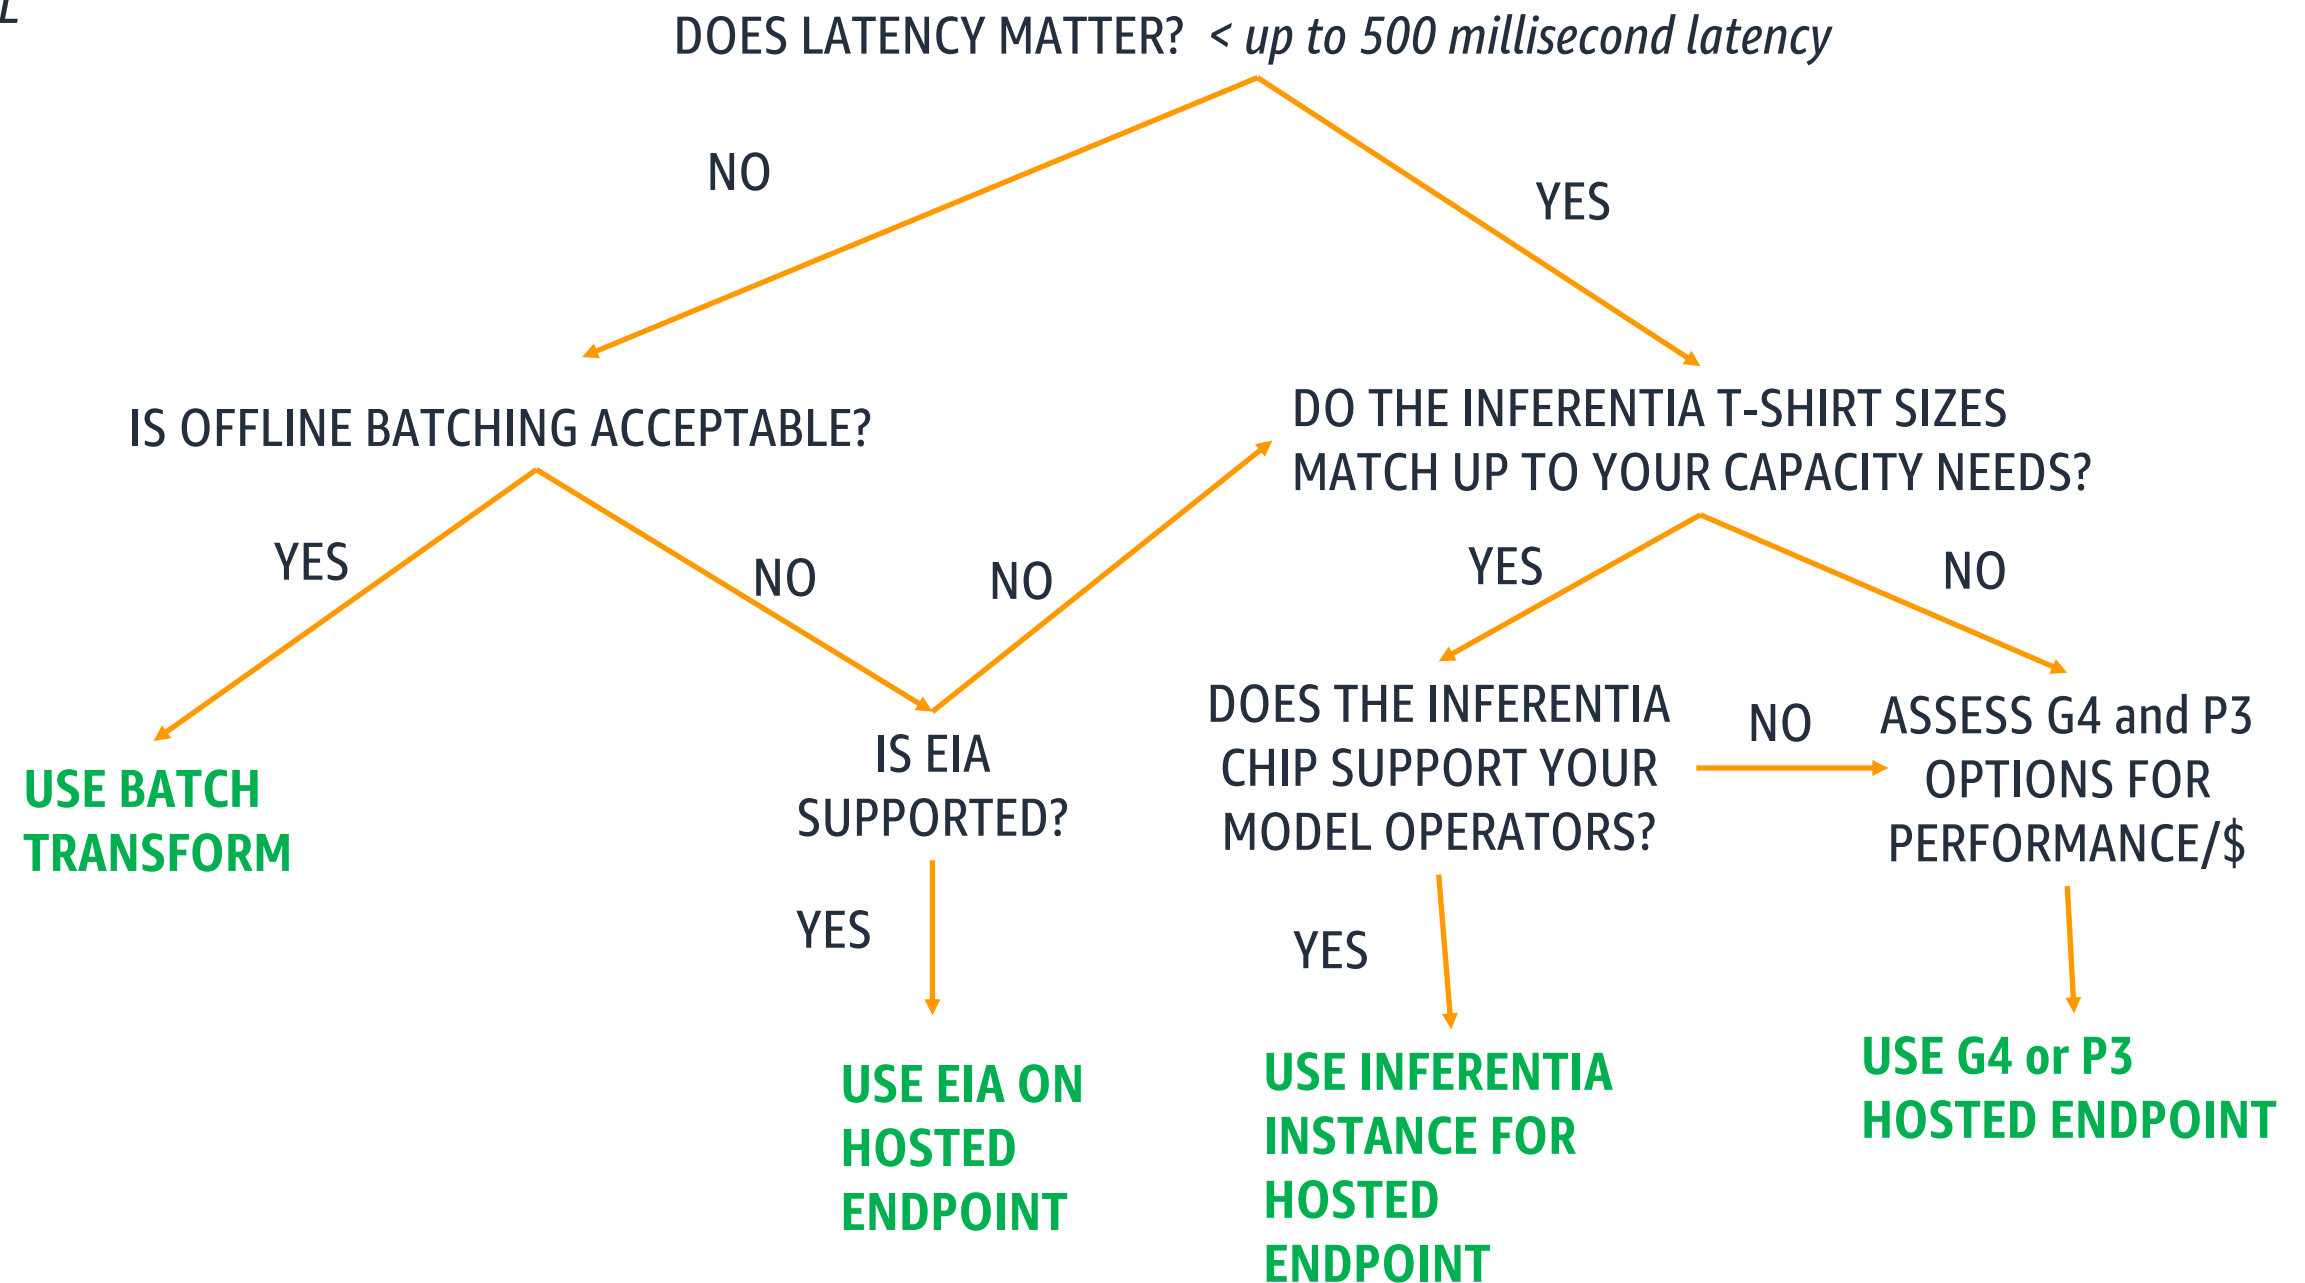 DOES LATENCY MATTER? < up to 500 millisecond latency
NO
YES
IS OFFLINE BATCHING ACCEPTABLE?
DO THE INFERENTIA T-SHIRT SIZES
MATCH UP TO YOUR CAPACITY NEEDS?
YES
NO
NO
YES
NO
USE BATCH
TRANSFORM
IS EIA
SUPPORTED?
DOES THE INFERENTIA
CHIP SUPPORT YOUR
MODEL OPERATORS?
NO
ASSESS G4 and P3
OPTIONS FOR
PERFORMANCE/$
YES
YES
USE EIA ON
HOSTED
ENDPOINT
USE INFERENTIA
INSTANCE FOR
HOSTED
ENDPOINT
USE G4 or P3
HOSTED ENDPOINT